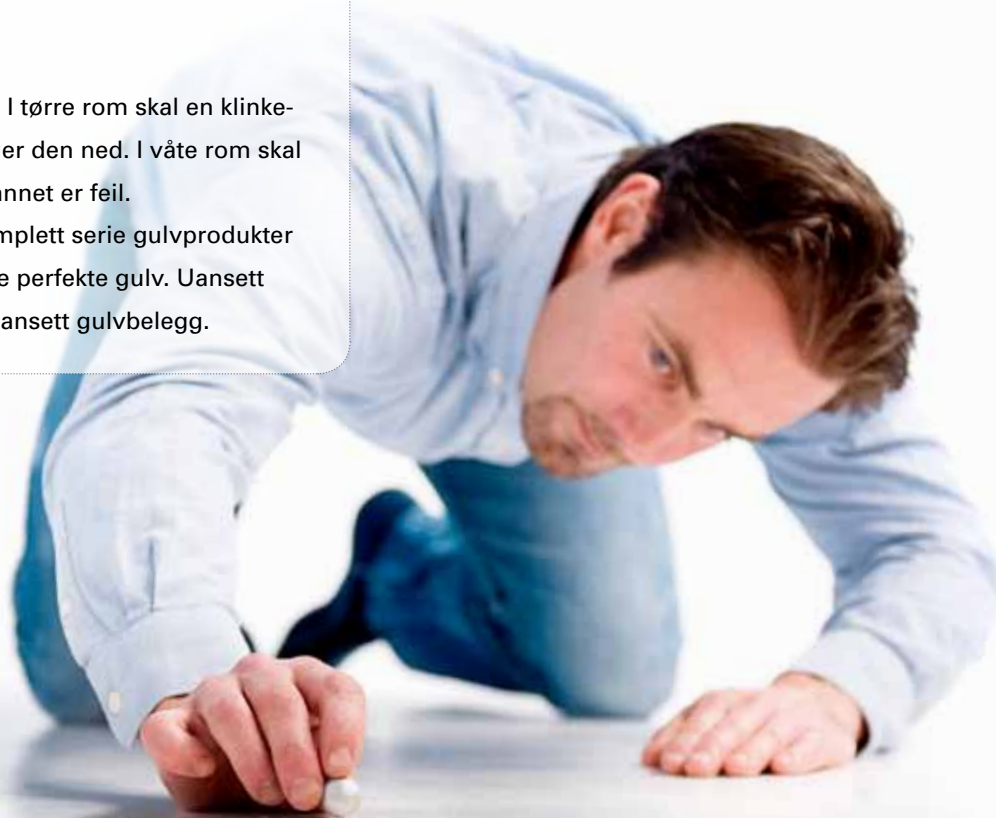 I tørre rom skal en klinke-
er den ned. I våte rom skal
annet er feil.
mplett serie gulvprodukter
e perfekte gulv. Uansett
ansett gulvbelegg.